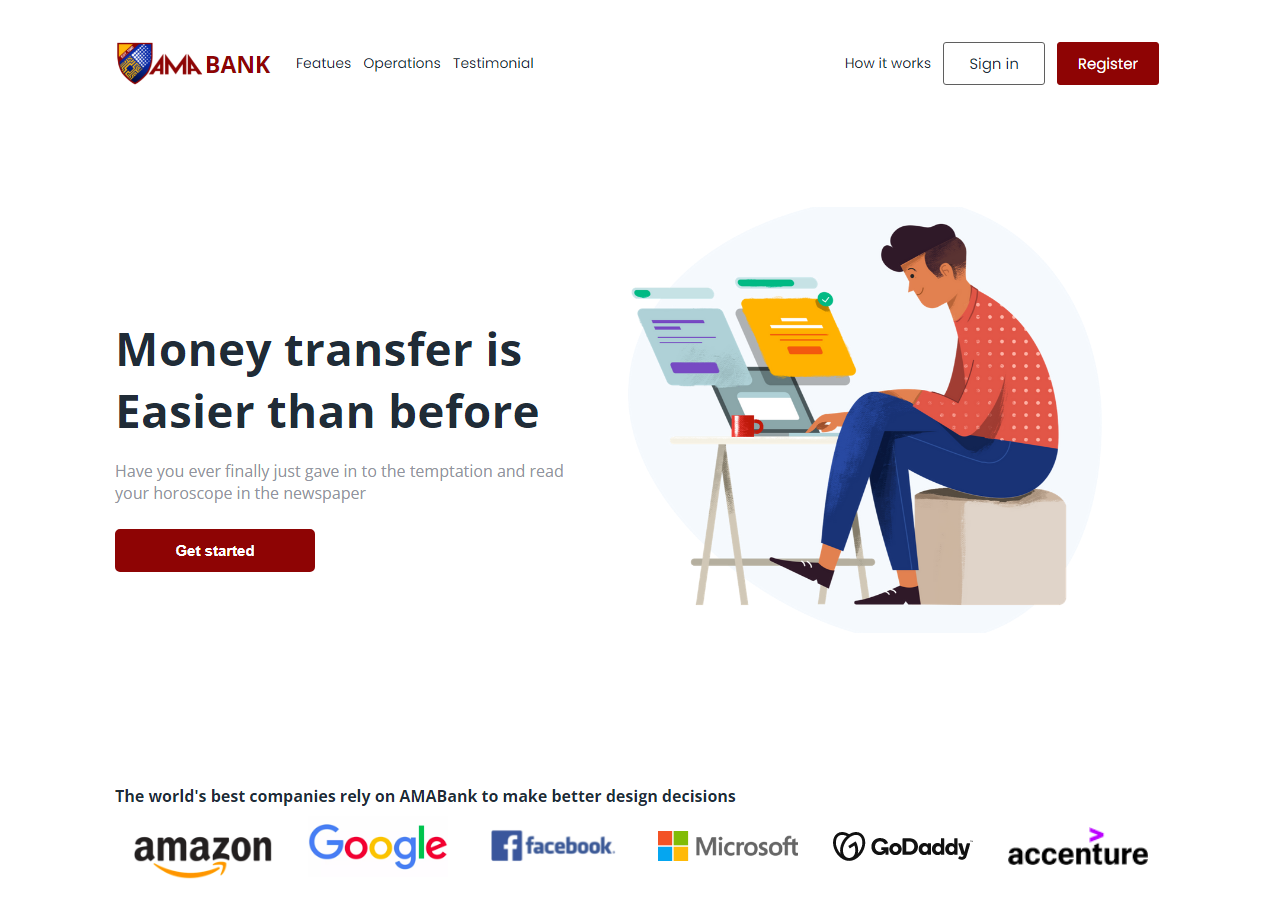 AMA BANK Featues Operations Testimonial How it works Sign in Register
Money transfer is
Easier than before
Have you ever finally just gave in to the temptation and read
your horoscope in the newspaper
Get started
The world's best companies rely on AMABank to make better design decisions
amazon Google facebook. Microsoft GoDaddy accenture